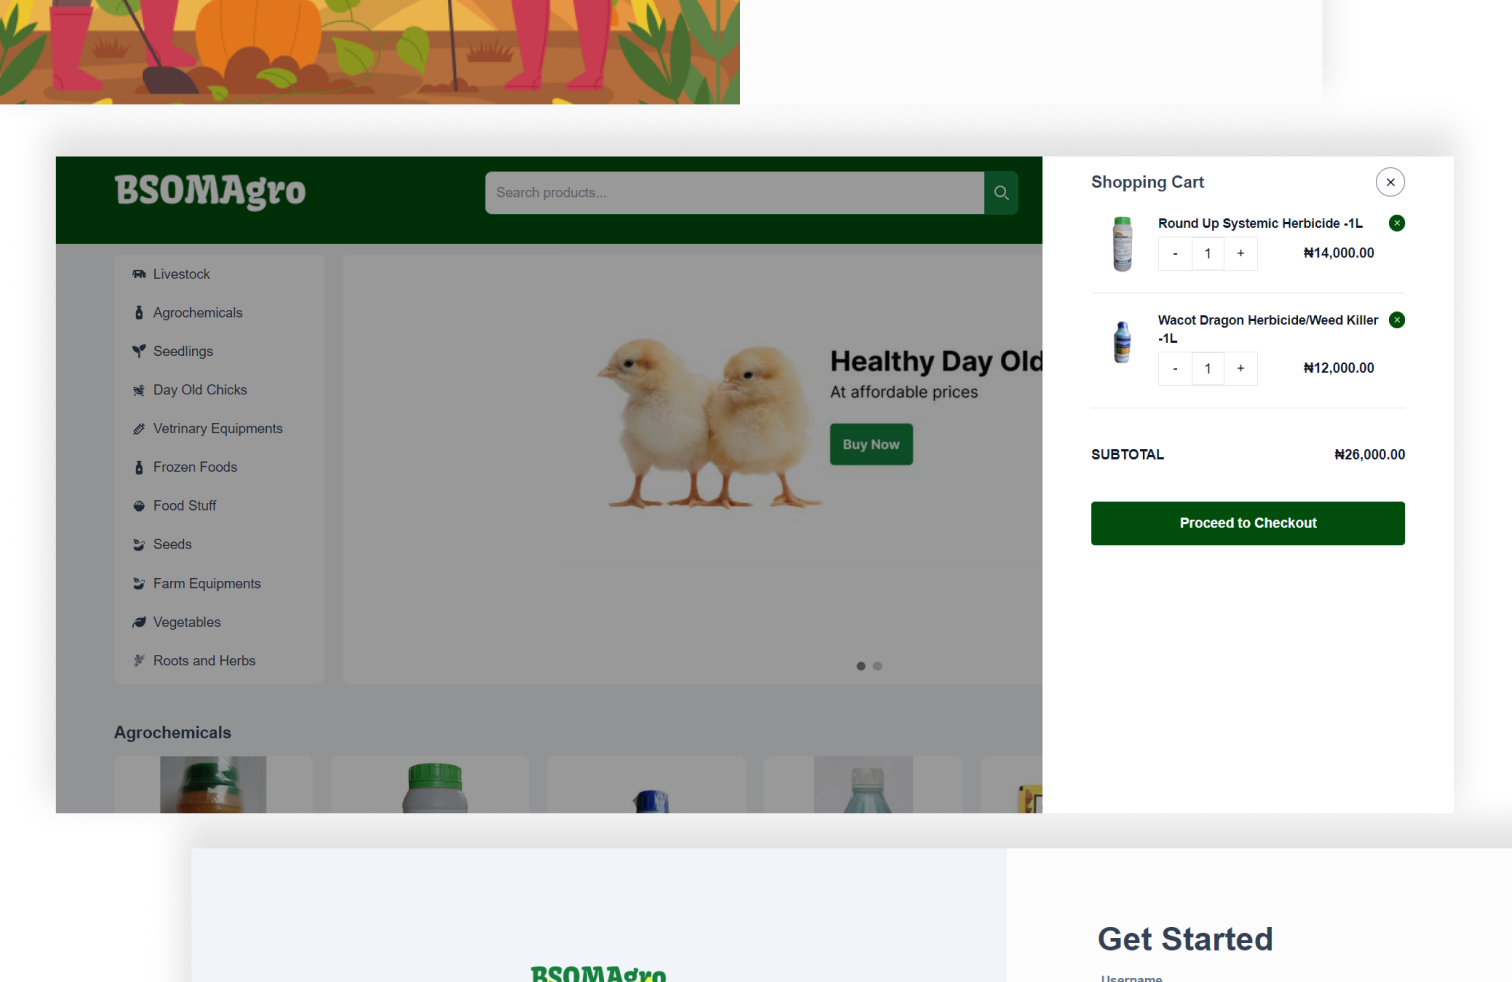 BSOMAgro
Search products...
Livestock
Agrochemicals
Seedlings
Day Old Chicks
Vetrinary Equipments
Frozen Foods
Food Stuff
Seeds
Farm Equipments
Vegetables
Roots and Herbs
Healthy Day Old
At affordable prices
Buy Now
Agrochemicals
Shopping Cart
Round Up Systemic Herbicide -1L
- 1 +
₦14,000.00
Wacot Dragon Herbicide/Weed Killer
-1L
- 1 +
₦12,000.00
SUBTOTAL
₦26,000.00
Proceed to Checkout
BSOMAgro
Get Started
Username